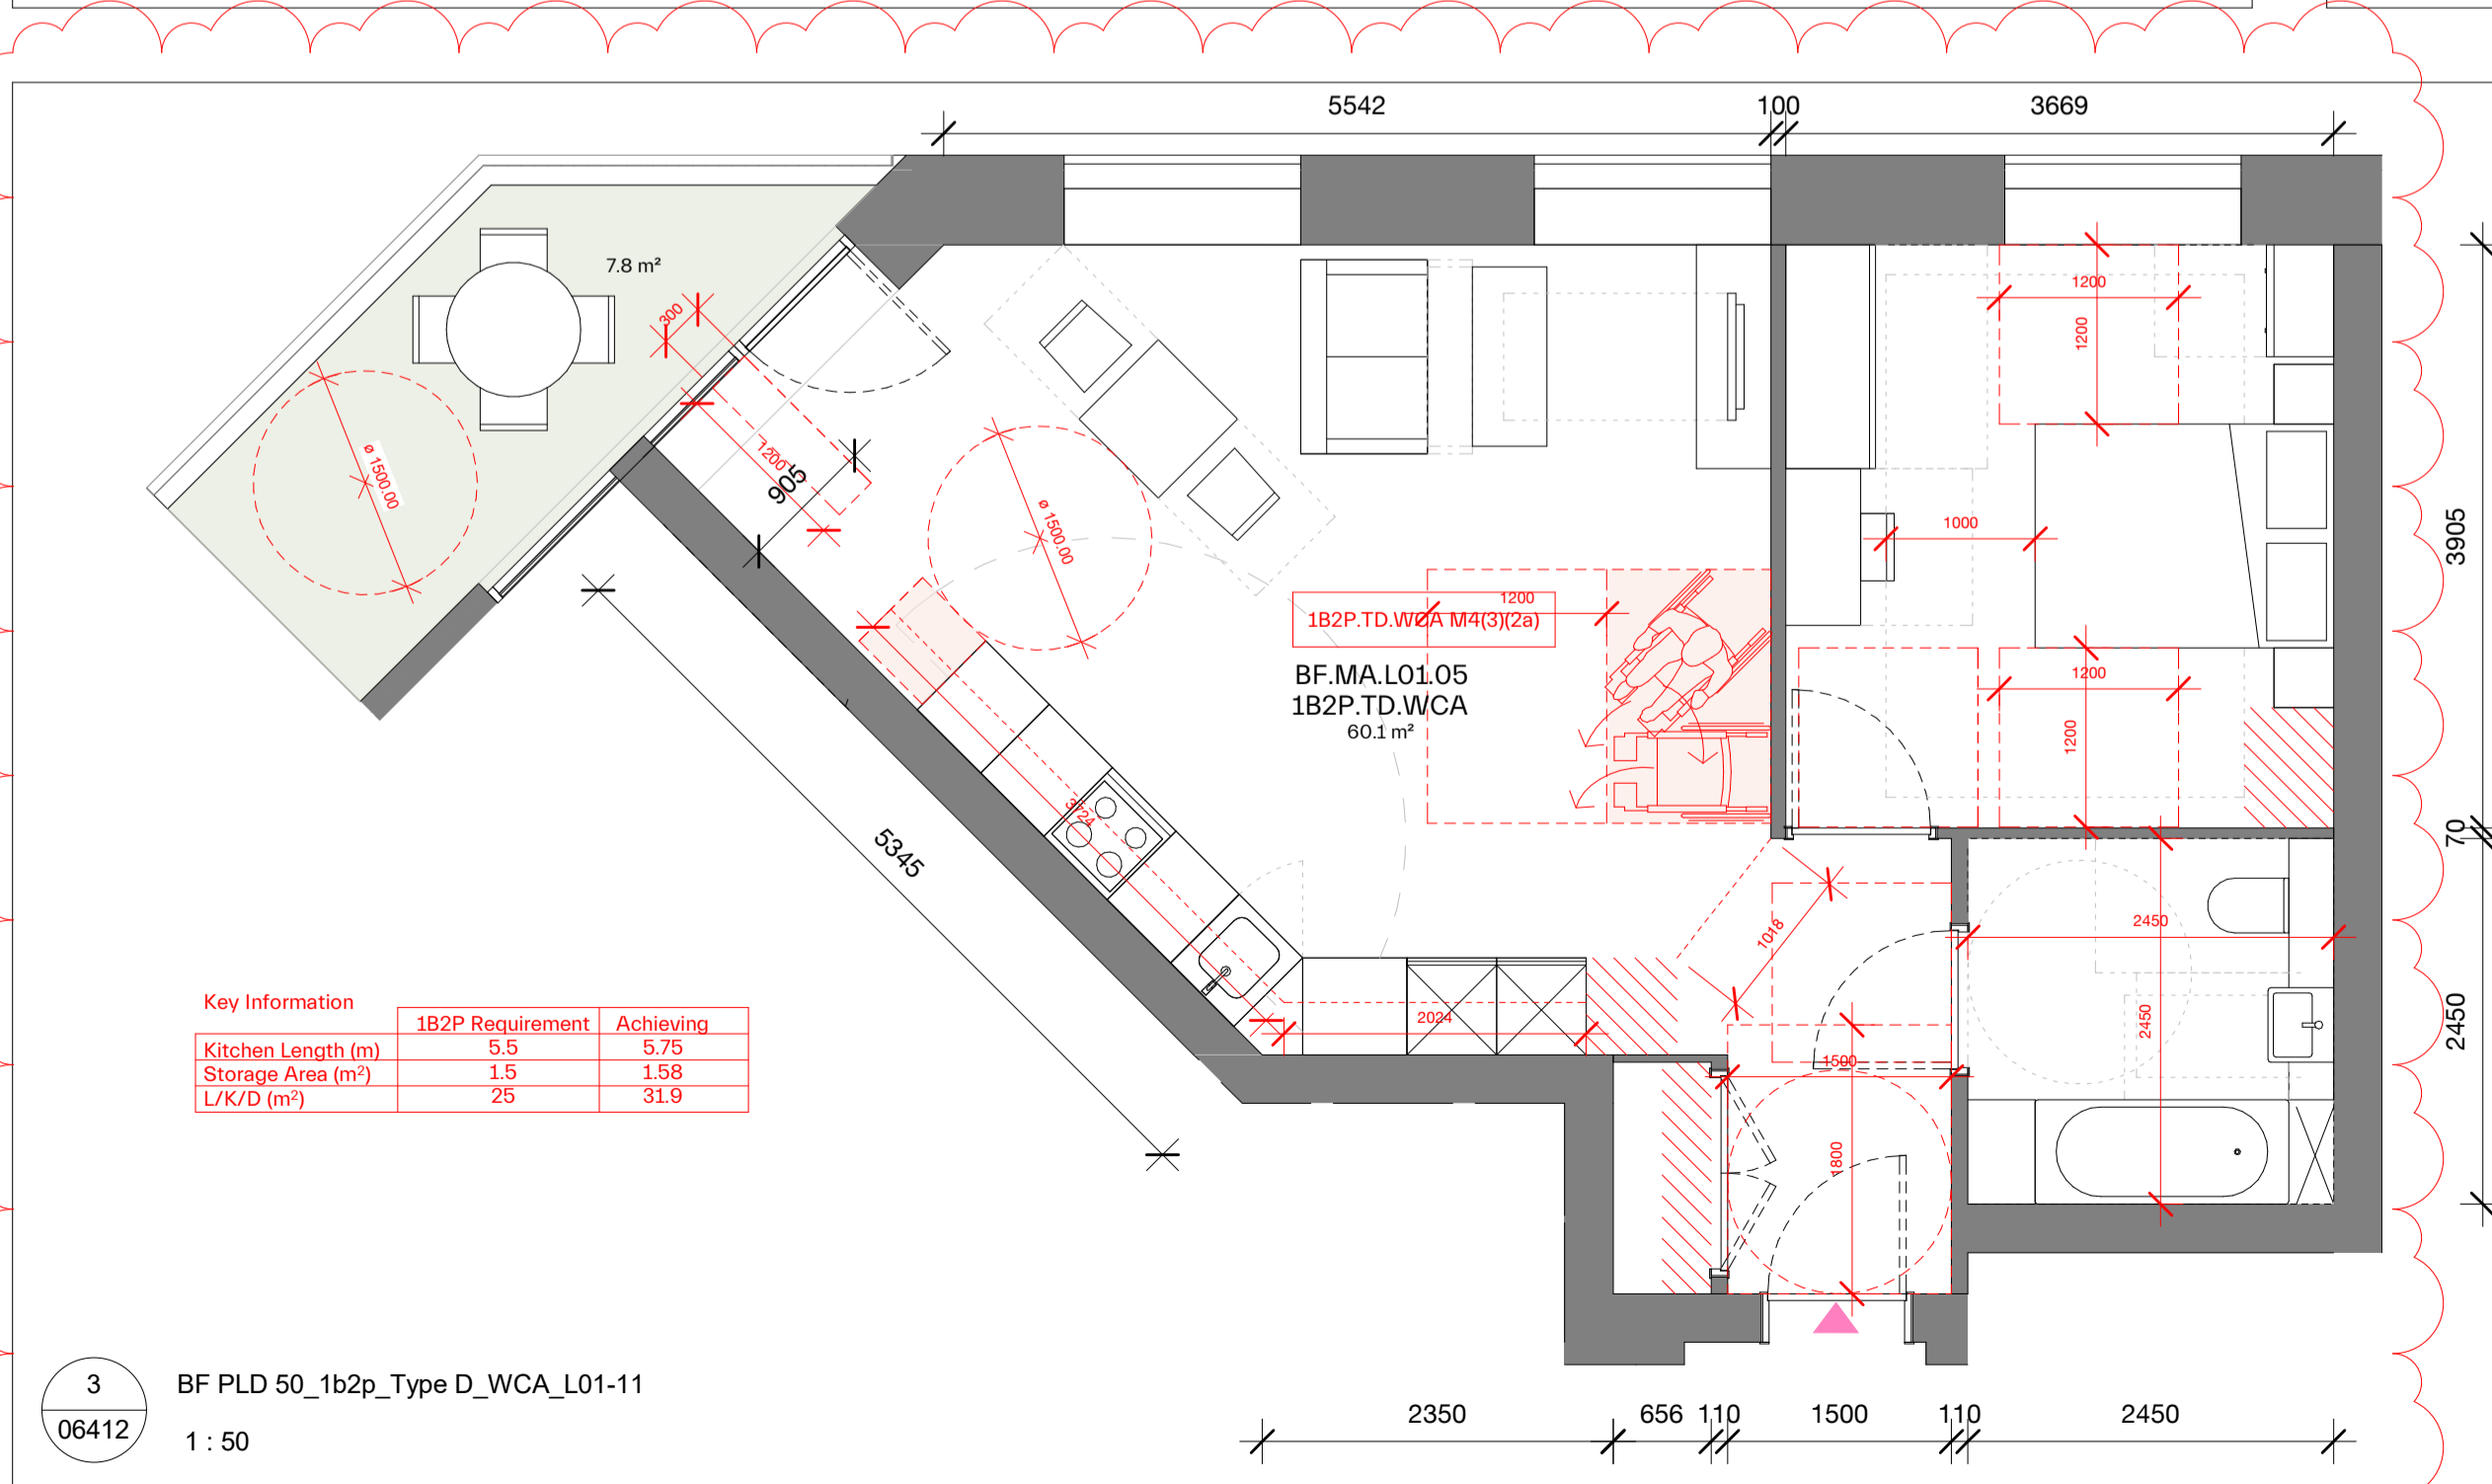 5542
100
3669
7.8 m²
300
1200
1200
ø 1500.00
1200
905
ø 1500.00
1000
3905
1200
1B2P.TD.WCA M4(3)(2a)
BF.MA.L01.05
1B2P.TD.WCA
60.1 m²
1200
1200
3724
5345
70
1018
2450
2450
2450
2024
1500
1800
Key Information
1B2P Requirement Achieving
Kitchen Length (m) 5.5 5.75
Storage Area (m²) 1.5 1.58
L/K/D (m²) 25 31.9
3
06412
BF PLD 50_1b2p_Type D_WCA_L01-11
1 : 50
2350
656
110
1500
110
2450